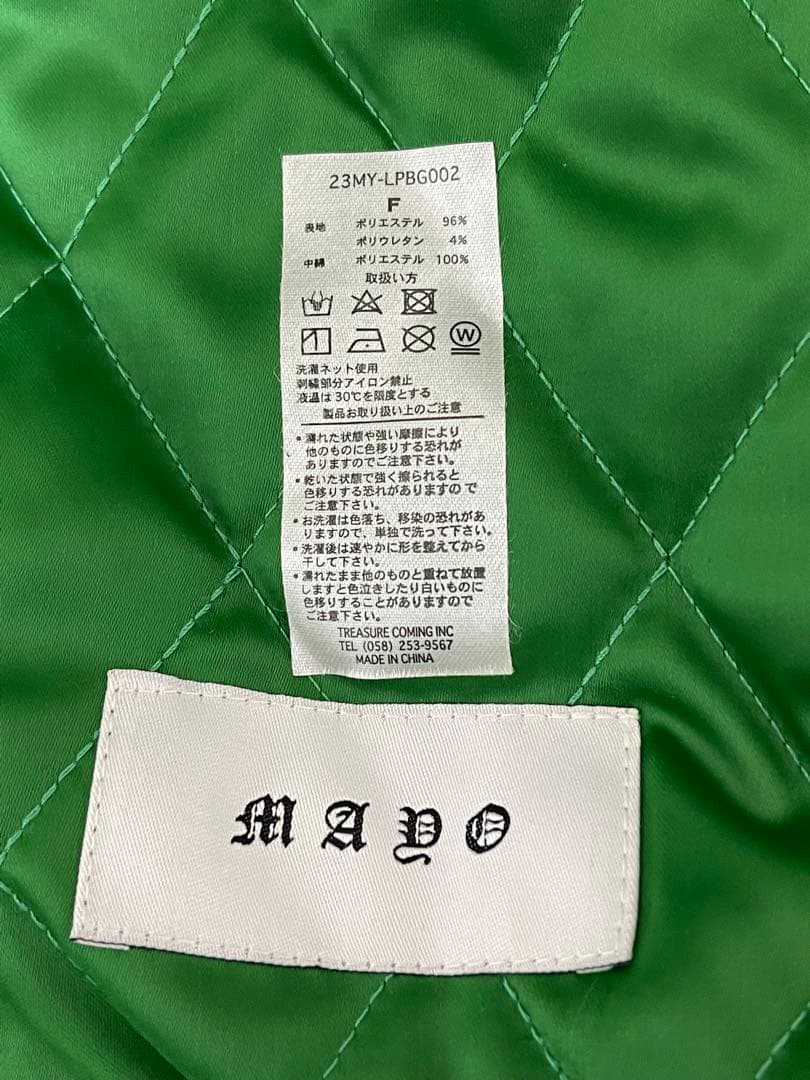 23MY-LPBG002
F
表地 ポリエステル 96%
ポリウレタン 4%
中綿 ポリエステル 100%
取扱い方
W
洗濯ネット使用
刺繍部分アイロン禁止
液温は30℃を限度とする
製品お取り扱い上のご注意
•濡れた状態や強い摩擦により
他のものに色移りする恐れが
ありますのでご注意下さい。
•乾いた状態で強く擦られると
色移りする恐れがありますので
ご注意下さい。
•お洗濯は色落ち、移染の恐れがあ
りますので、単独で洗って下さい。
•洗濯後は速やかに形を整えてから
干して下さい。
•濡れたまま他のものと重ねて放置
しますと色泣きしたり白いものに
色移りすることがありますので
ご注意下さい。
TREASURE COMING INC
TEL (058) 253-9567
MADE IN CHINA
MAYO